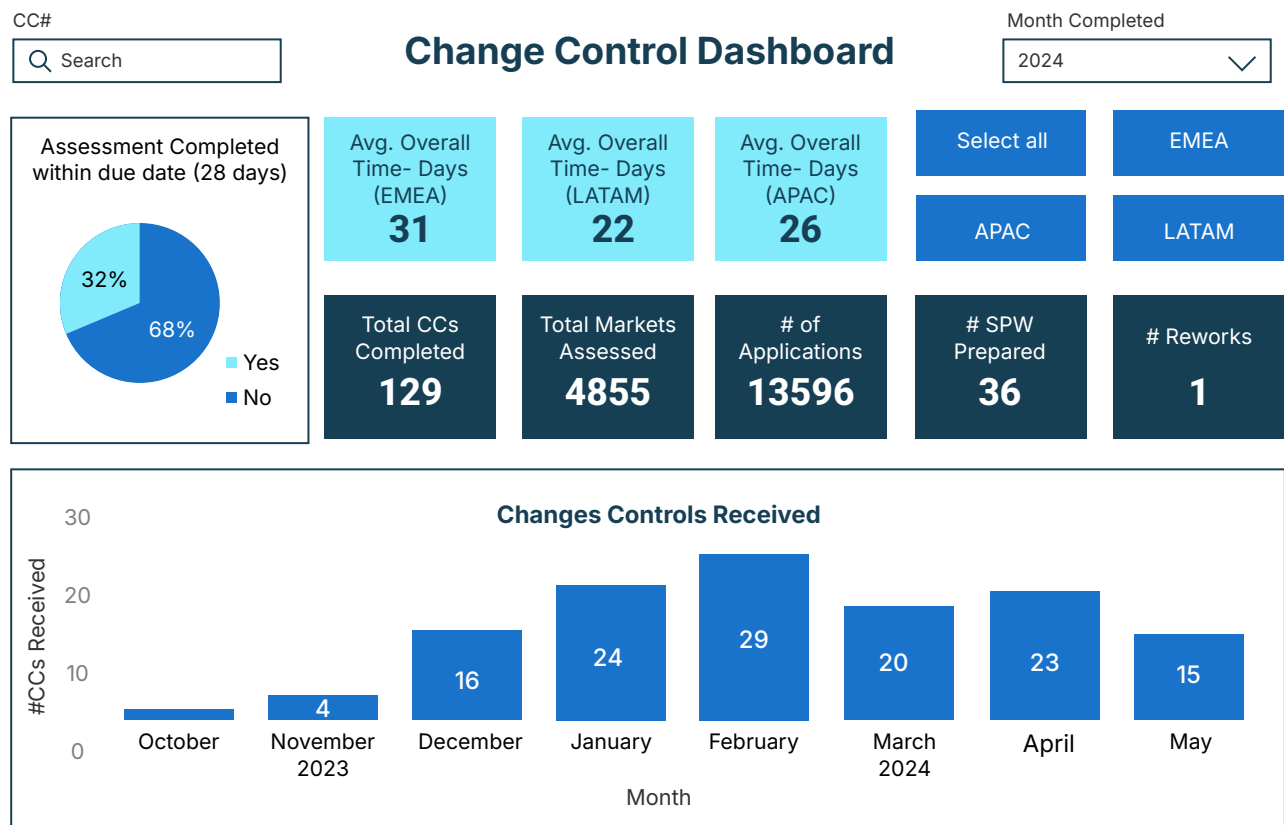 CC#
Search
Change Control Dashboard
Month Completed
2024
Assessment Completed
within due date (28 days)
32%
68%
Yes
No
Avg. Overall
Time- Days
(EMEA)
31
Avg. Overall
Time- Days
(LATAM)
22
Avg. Overall
Time- Days
(APAC)
26
Select all
EMEA
APAC
LATAM
Total CCs
Completed
129
Total Markets
Assessed
4855
# of
Applications
13596
# SPW
Prepared
36
# Reworks
1
Changes Controls Received
#CCs Received
30
20
10
0
4
16
24
29
20
23
15
October
November
2023
December
January
February
March
2024
April
May
Month